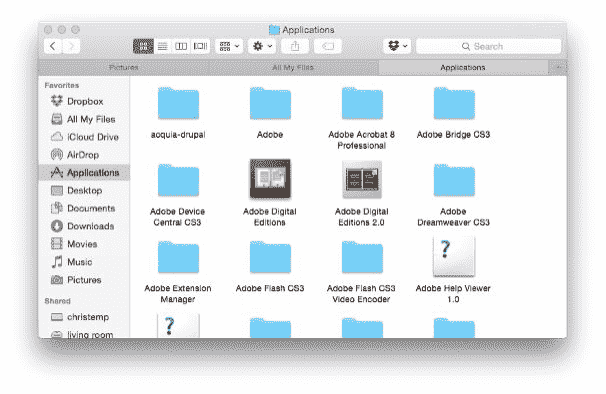 Applications
Search
Pictures
All My Files
Applications
Favorites
Dropbox
All My Files
iCloud Drive
AirDrop
Applications
Desktop
Documents
Downloads
Movies
Music
Pictures
Shared
christemp
living room
acquia-drupal
Adobe
Adobe Acrobat 8
Professional
Adobe Bridge CS3
Adobe Device
Central CS3
Adobe Digital
Editions
Adobe Digital
Editions 2.0
Adobe
Dreamweaver CS3
Adobe Extension
Manager
Adobe Flash CS3
Adobe Flash CS3
Video Encoder
Adobe Help Viewer
1.0